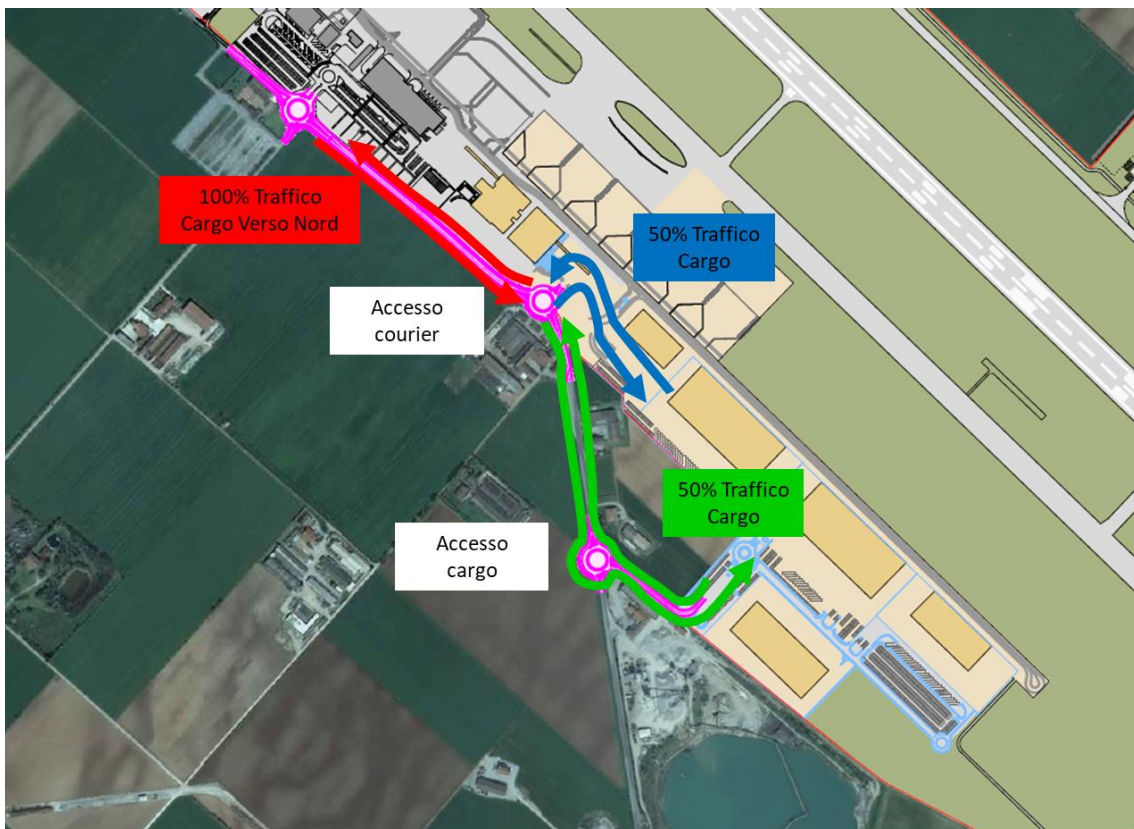 100% Traffico
Cargo Verso Nord
50% Traffico
Cargo
Accesso
courier
50% Traffico
Cargo
Accesso
cargo